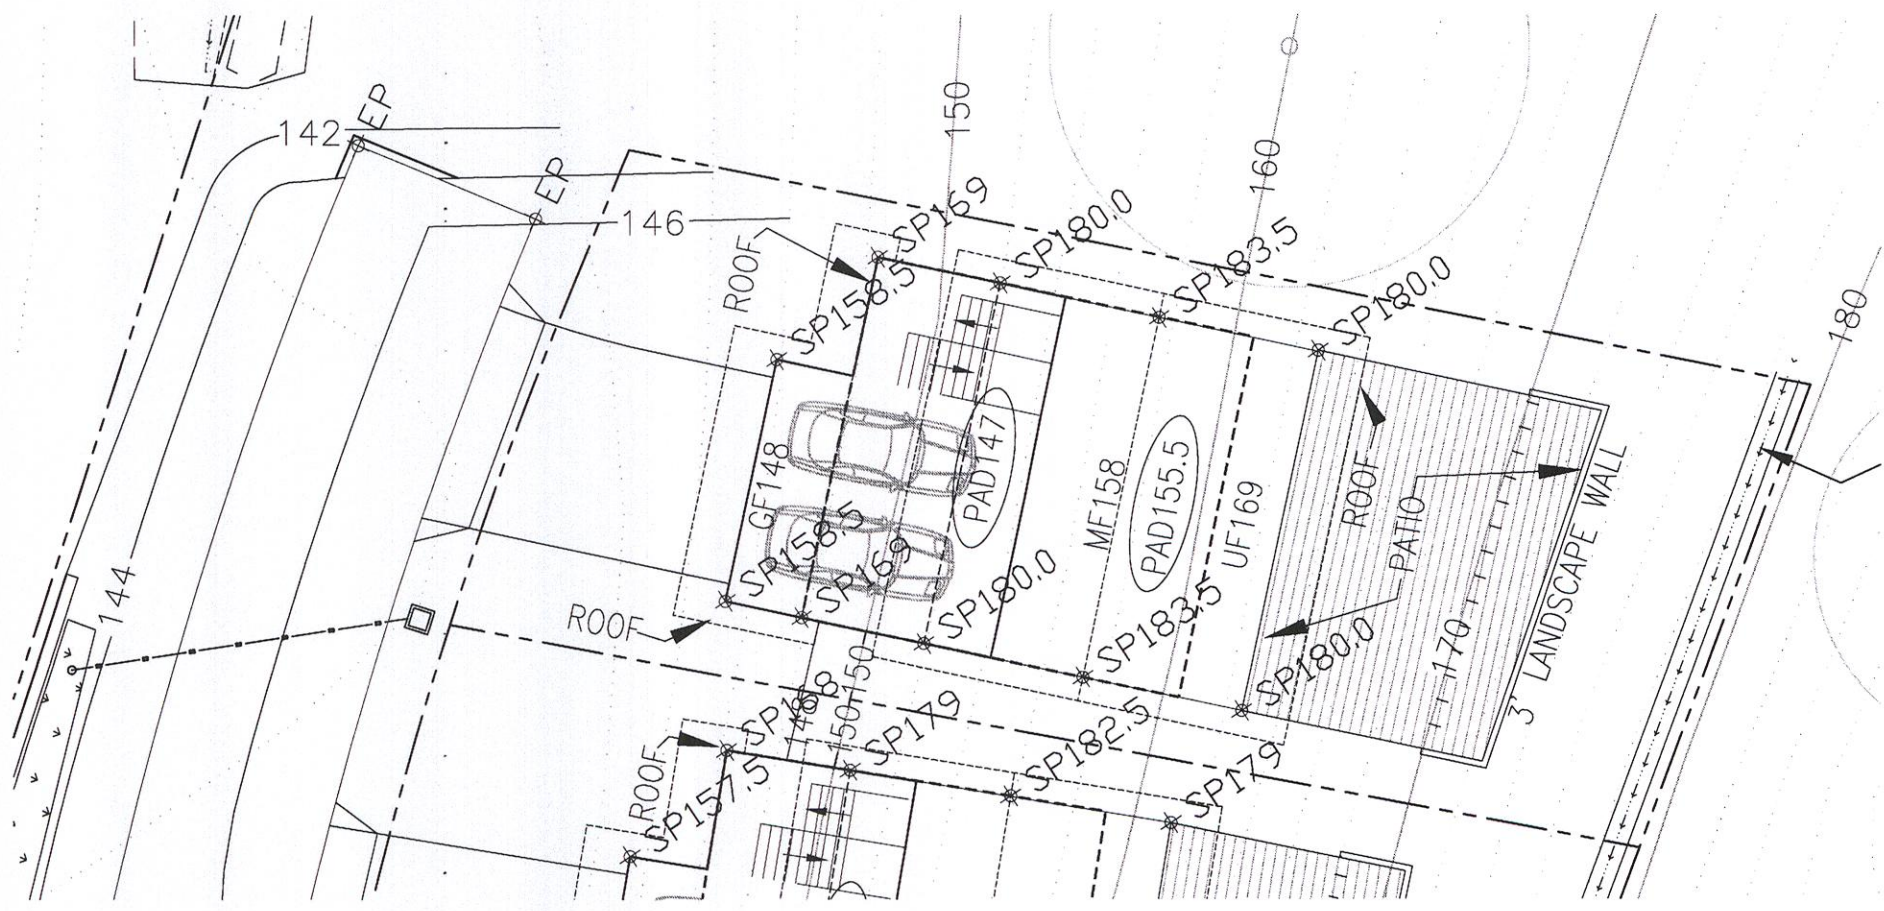 EP
142
EP
146
150
160
180
SP169
SP180.0
SP183.5
SP180.0
ROOF
SP158.5
GF148
PAD147
MF158
PAD155.5
UF169
ROOF
PATIO
3' LANDSCAPE WALL
170
144
SP158.5
SP169
SP180.0
SP183.5
SP180.0
ROOF
148
150
150
SP168
SP179
SP182.5
SP179
ROOF
SP157.5